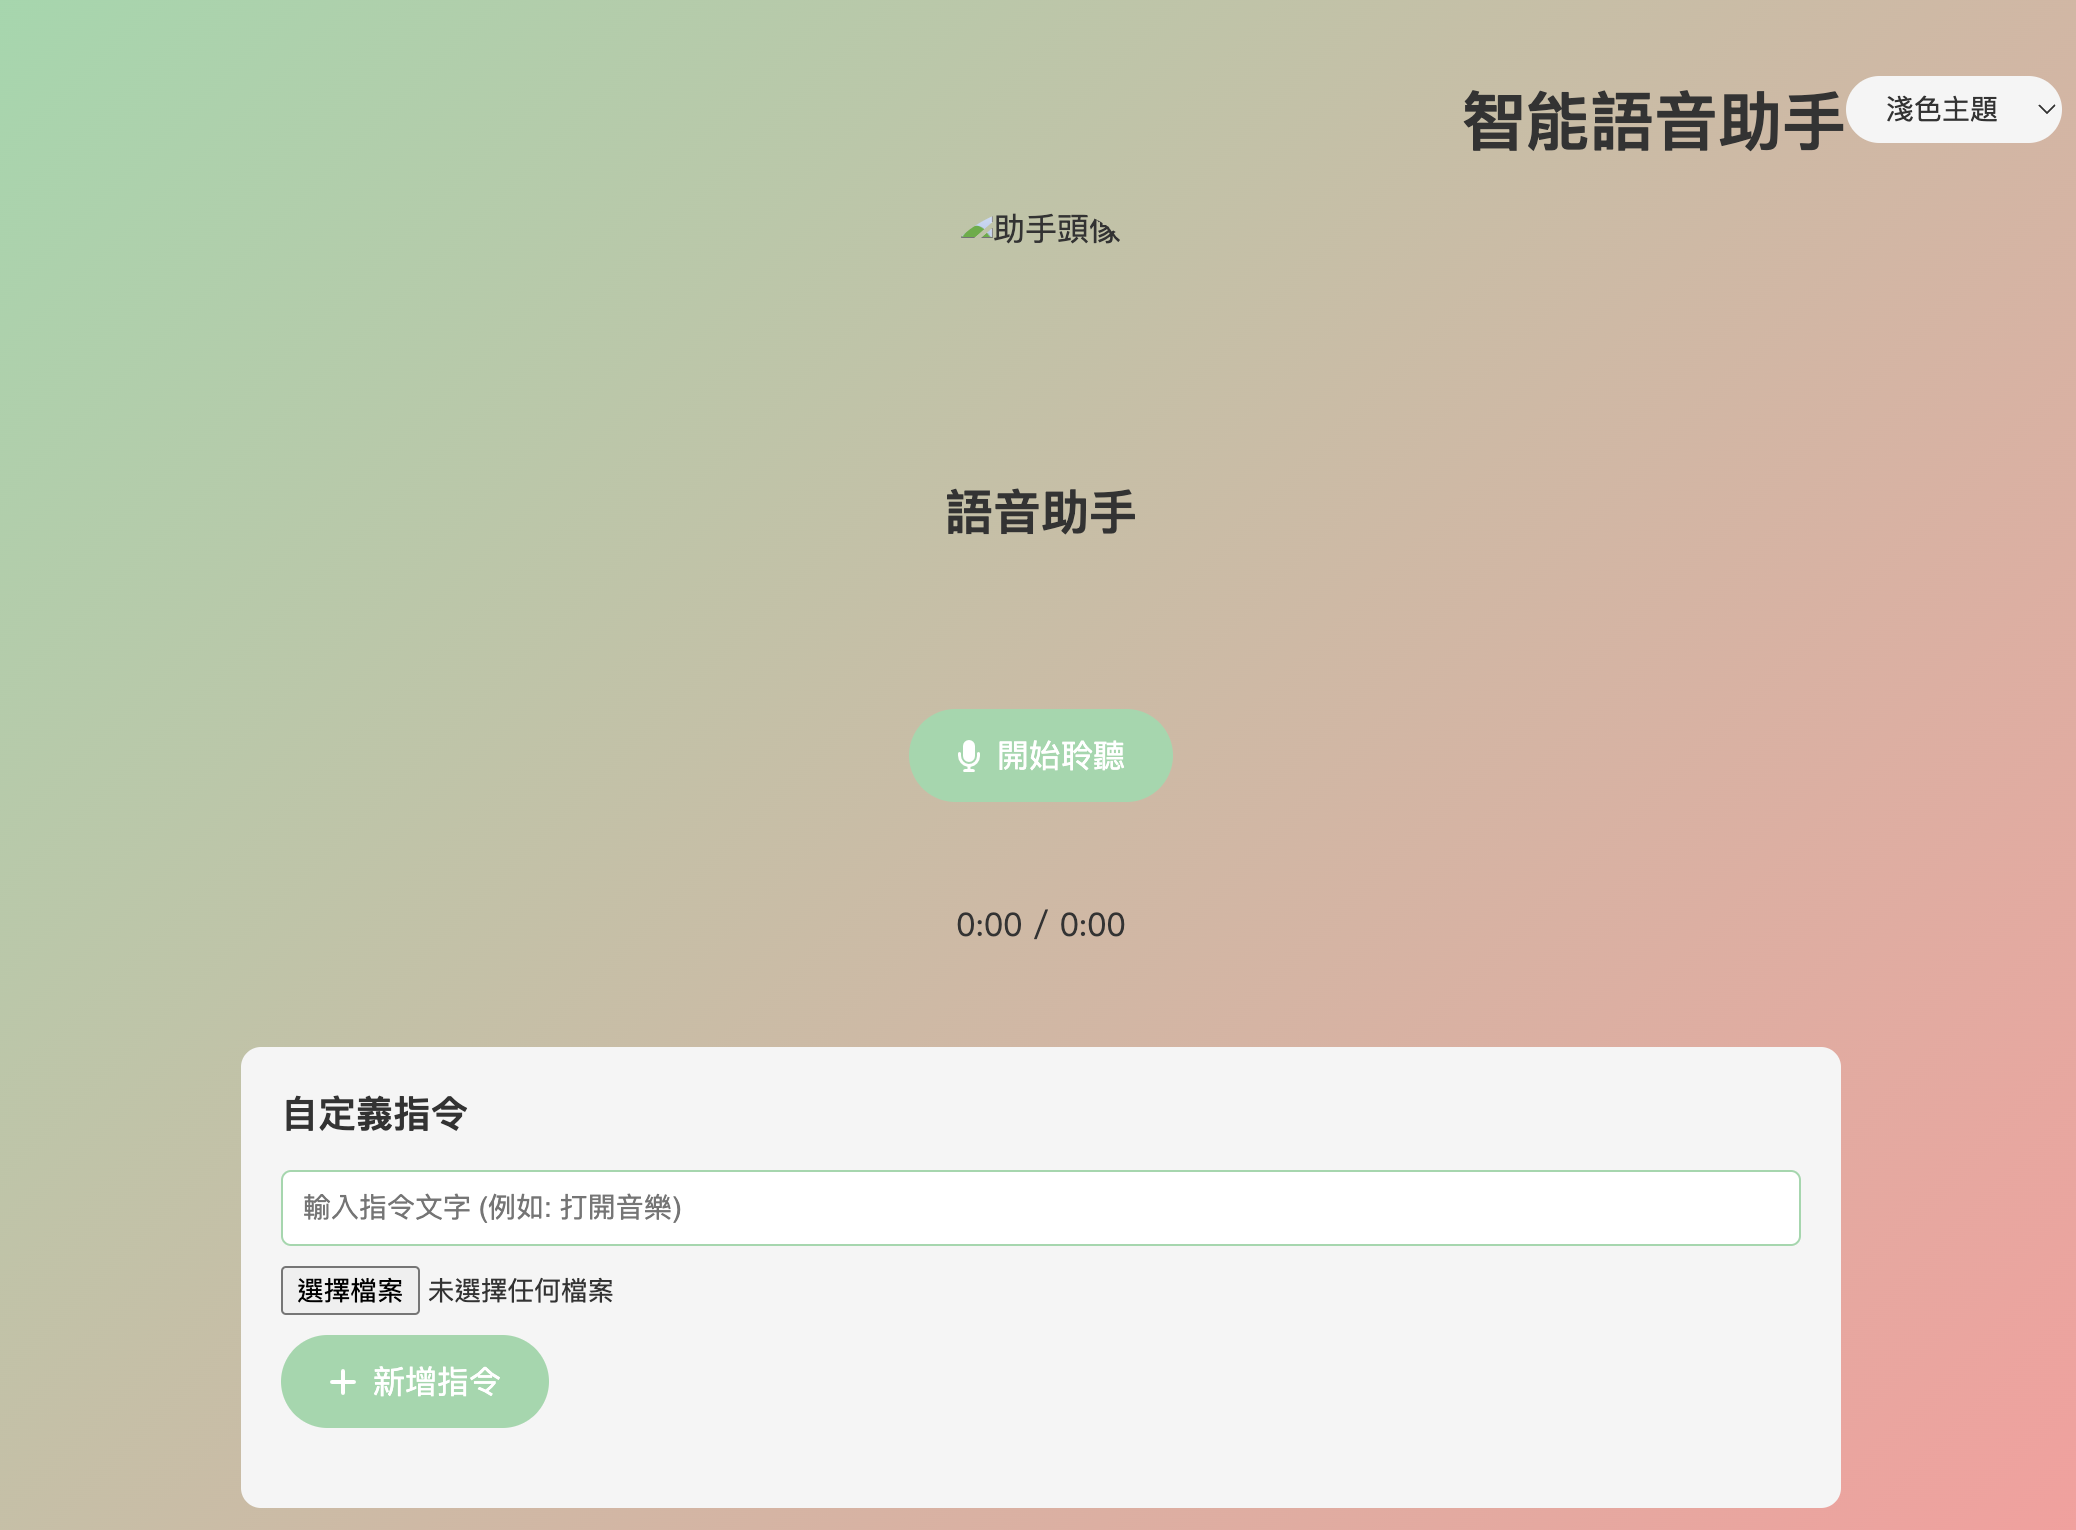 智能語音助手
淺色主題
助手頭像
語音助手
開始聆聽
0:00 / 0:00
自定義指令
輸入指令文字 (例如: 打開音樂)
選擇檔案 未選擇任何檔案
新增指令